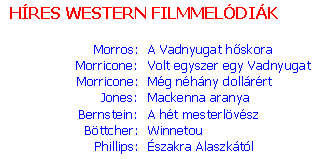 HÍRES WESTERN FILMMELÓDIÁK
Morros: A Vadnyugat hőskora
Morricone: Volt egyszer egy Vadnyugat
Morricone: Még néhány dollárért
Jones: Mackenna aranya
Bernstein: A hét mesterlövész
Böttcher: Winnetou
Phillips: Északra Alaszkától